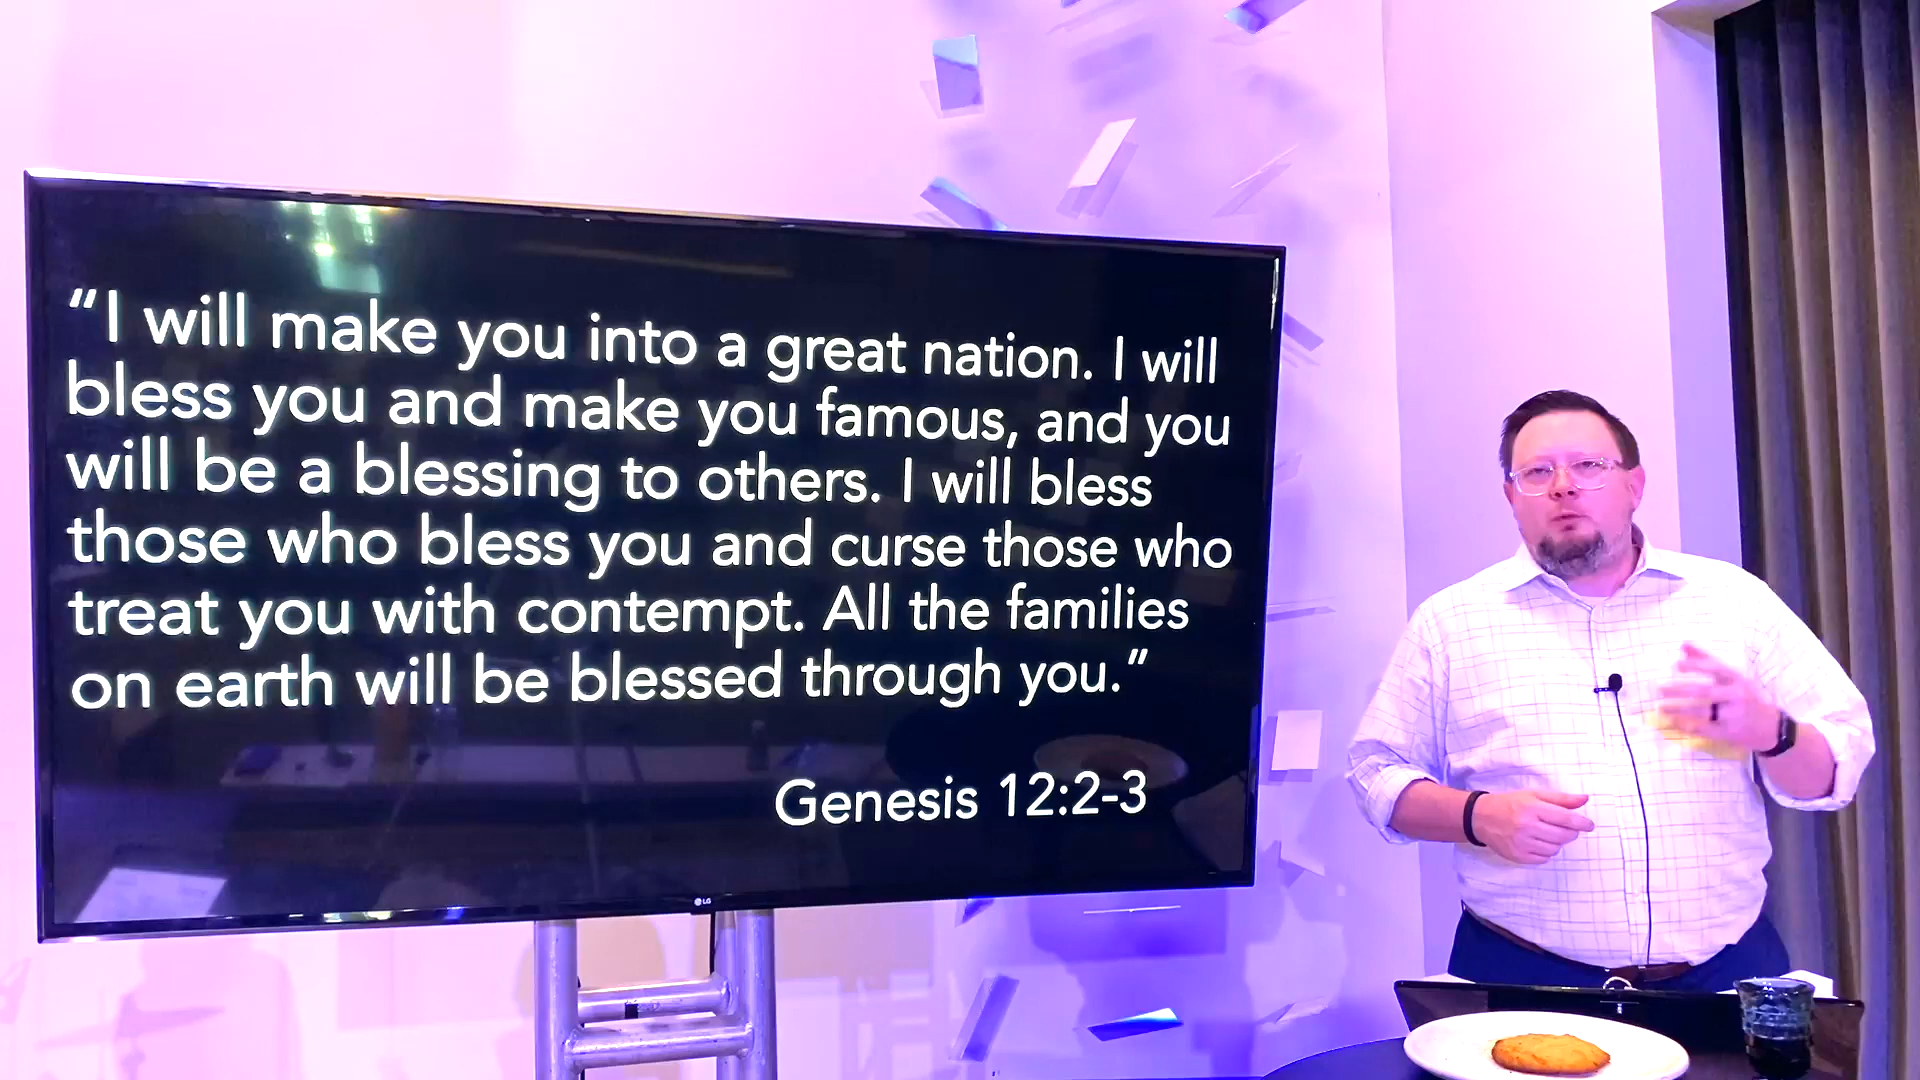 “I will make you into a great nation. I will
bless you and make you famous, and you
will be a blessing to others. I will bless
those who bless you and curse those who
treat you with contempt. All the families
on earth will be blessed through you.”
Genesis 12:2-3
LG